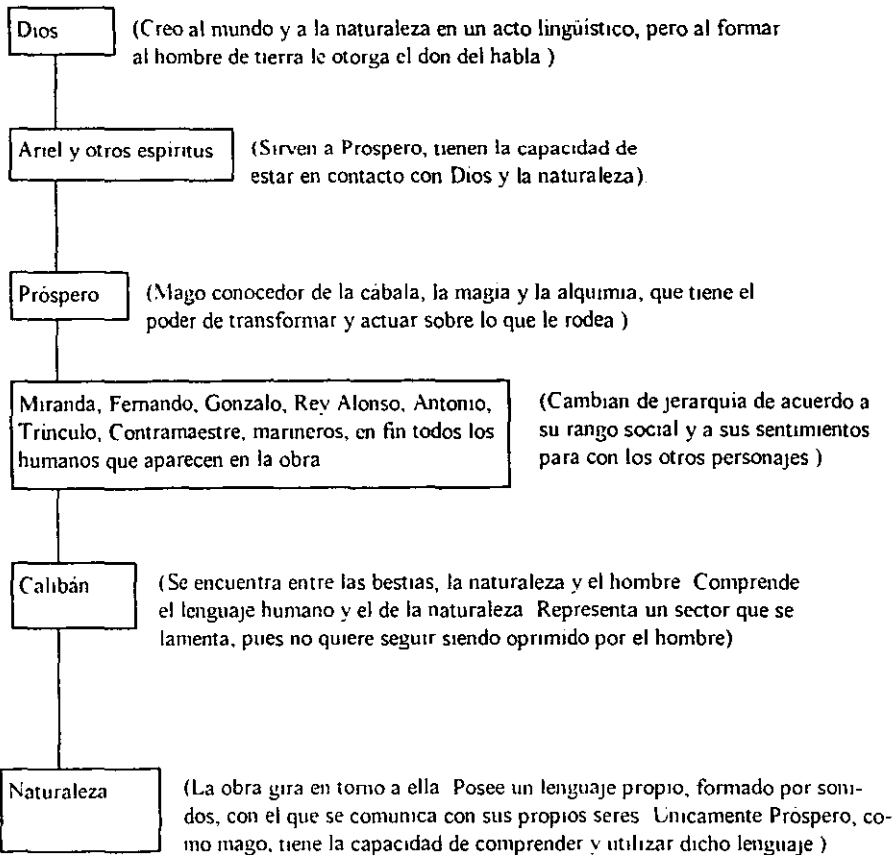 Dios
(Creo al mundo y a la naturaleza en un acto lingüístico, pero al formar
al hombre de tierra le otorga el don del habla )
Ariel y otros espiritus
(Sirven a Prospero, tienen la capacidad de
estar en contacto con Dios y la naturaleza)
Próspero
(Mago conocedor de la cábala, la magia y la alquimia, que tiene el
poder de transformar y actuar sobre lo que le rodea )
Miranda, Fernando, Gonzalo, Rey Alonso, Antonio,
Trinculo, Contramaestre, marineros, en fin todos los
humanos que aparecen en la obra
(Cambian de jerarquia de acuerdo a
su rango social y a sus sentimientos
para con los otros personajes )
Calibán
(Se encuentra entre las bestias, la naturaleza y el hombre Comprende
el lenguaje humano y el de la naturaleza Representa un sector que se
lamenta, pues no quiere seguir siendo oprimido por el hombre)
Naturaleza
(La obra gira en torno a ella Posee un lenguaje propio, formado por soni-
dos, con el que se comunica con sus propios seres Unicamente Próspero, co-
mo mago, tiene la capacidad de comprender y utilizar dicho lenguaje )